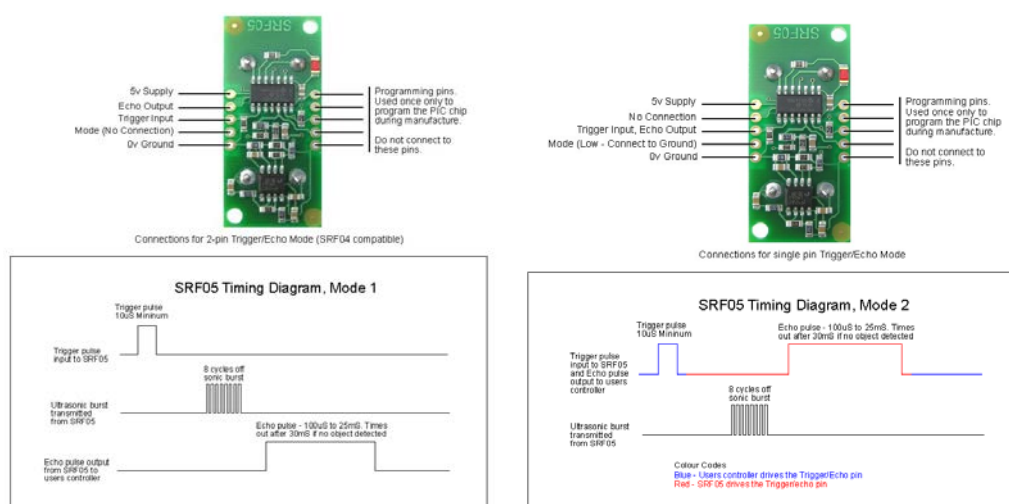 SRF05
5v Supply
Echo Output
Trigger Input
Mode (No Connection)
0v Ground
Programming pins.
Used once only to
program the PIC chip
during manufacture.
Do not connect to
these pins.
Connections for 2-pin Trigger/Echo Mode (SRF04 compatible)
SRF05 Timing Diagram, Mode 1
Trigger pulse
10uS Mininum
Trigger pulse
input to SRF05
8 cycles off
sonic burst
Ultrasonic burst
transmitted
from SRF05
Echo pulse - 100uS to 25mS. Times
out after 30mS if no object detected
Echo pulse output
from SRF05 to
users controller
SRF05
5v Supply
No Connection
Trigger Input, Echo Output
Mode (Low - Connect to Ground)
0v Ground
Programming pins.
Used once only to
program the PIC chip
during manufacture.
Do not connect to
these pins.
Connections for single pin Trigger/Echo Mode
SRF05 Timing Diagram, Mode 2
Trigger pulse
10uS Mininum
Echo pulse - 100uS to 25mS. Times
out after 30mS if no object detected
Trigger pulse
input to SRF05
and Echo pulse
output to users
controller
8 cycles off
sonic burst
Ultrasonic burst
transmitted
from SRF05
Colour Codes
Blue - Users controller drives the Trigger/Echo pin
Red - SRF05 drives the Trigger/echo pin